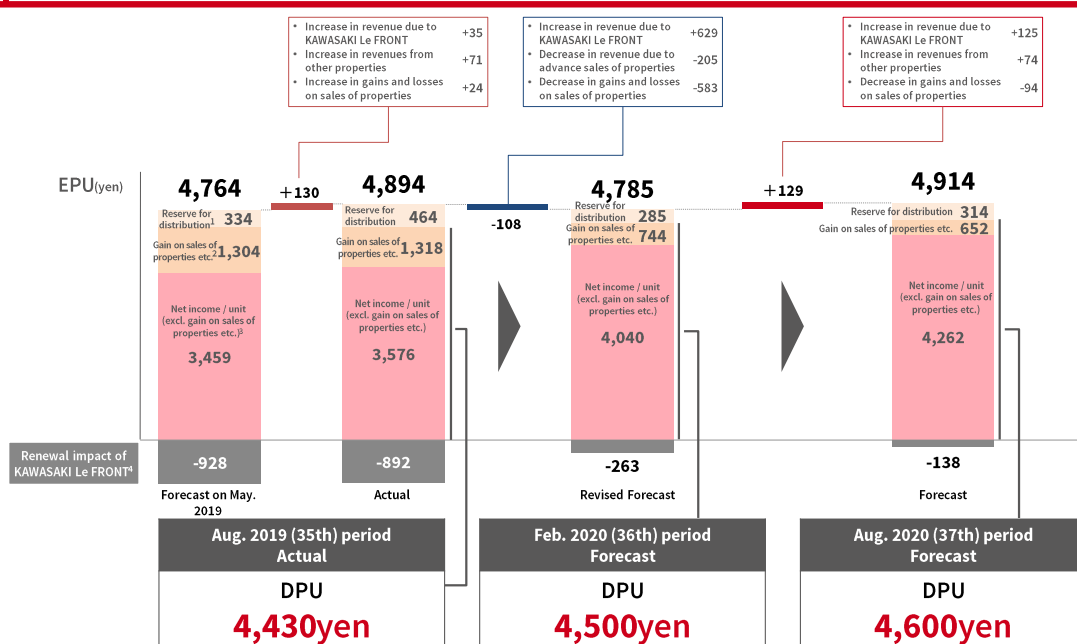 • Increase in revenue due to
KAWASAKI Le FRONT +35
• Increase in revenues from
other properties +71
• Increase in gains and losses
on sales of properties +24
• Increase in revenue due to
KAWASAKI Le FRONT +629
• Decrease in revenue due to
advance sales of properties -205
• Decrease in gains and losses
on sales of properties -583
• Increase in revenue due to
KAWASAKI Le FRONT +125
• Increase in revenues from
other properties +74
• Decrease in gains and losses
on sales of properties -94
EPU(yen)
4,764
Reserve for
distribution1 334
Gain on sales of
properties etc.2 1,304
Net income / unit
(excl. gain on sales of
properties etc.)3
3,459
+130
4,894
Reserve for
distribution 464
Gain on sales of
properties etc. 1,318
Net income / unit
(excl. gain on sales of
properties etc.)
3,576
-108
4,785
Reserve for
distribution 285
Gain on sales of
properties etc. 744
Net income / unit
(excl. gain on sales of
properties etc.)
4,040
+129
4,914
Reserve for distribution 314
Gain on sales of properties etc. 652
Net income / unit
(excl. gain on sales of
properties etc.)
4,262
Renewal impact of
KAWASAKI Le FRONT4
-928
-892
-263
-138
Forecast on May.
2019
Actual
Revised Forecast
Forecast
Aug. 2019 (35th) period
Actual
DPU
4,430yen
Feb. 2020 (36th) period
Forecast
DPU
4,500yen
Aug. 2020 (37th) period
Forecast
DPU
4,600yen